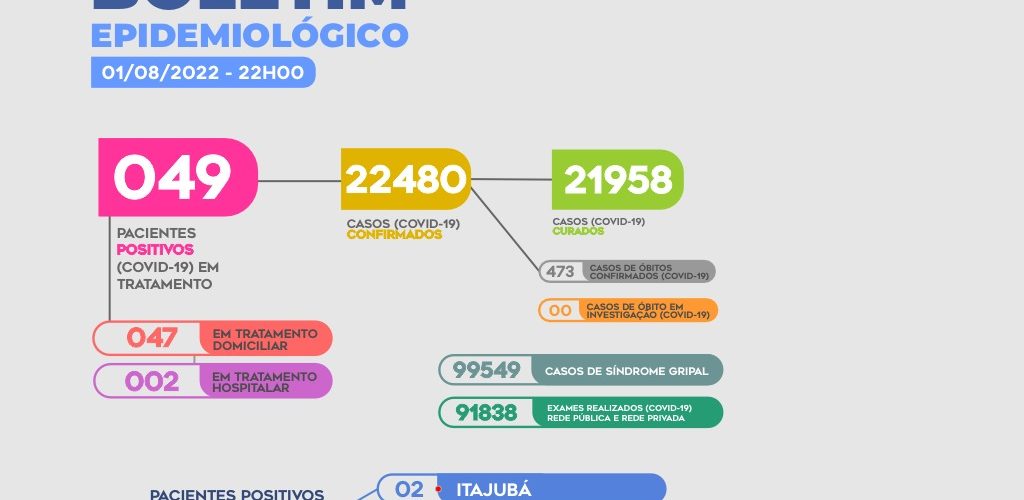 BOLETIM
EPIDEMIOLÓGICO
01/08/2022 - 22H00
049
PACIENTES
POSITIVOS
(COVID-19) EM
TRATAMENTO
047
EM TRATAMENTO
DOMICILIAR
002
EM TRATAMENTO
HOSPITALAR
22480
CASOS (COVID-19)
CONFIRMADOS
21958
CASOS (COVID-19)
CURADOS
473
CASOS DE ÓBITOS
CONFIRMADOS (COVID-19)
00
CASOS DE ÓBITO EM
INVESTIGAÇÃO (COVID-19)
99549
CASOS DE SÍNDROME GRIPAL
91838
EXAMES REALIZADOS (COVID-19)
REDE PÚBLICA E REDE PRIVADA
PACIENTES POSITIVOS
02
ITAJUBÁ